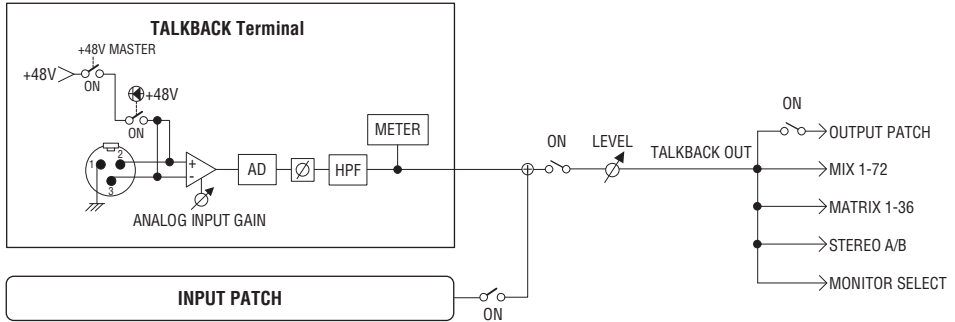 TALKBACK Terminal
+48V MASTER
+48V
ON
+48V
ON
METER
1
2
3
+
-
AD
Ø
HPF
ANALOG INPUT GAIN
ON
LEVEL
TALKBACK OUT
ON
OUTPUT PATCH
MIX 1-72
MATRIX 1-36
STEREO A/B
MONITOR SELECT
INPUT PATCH
ON